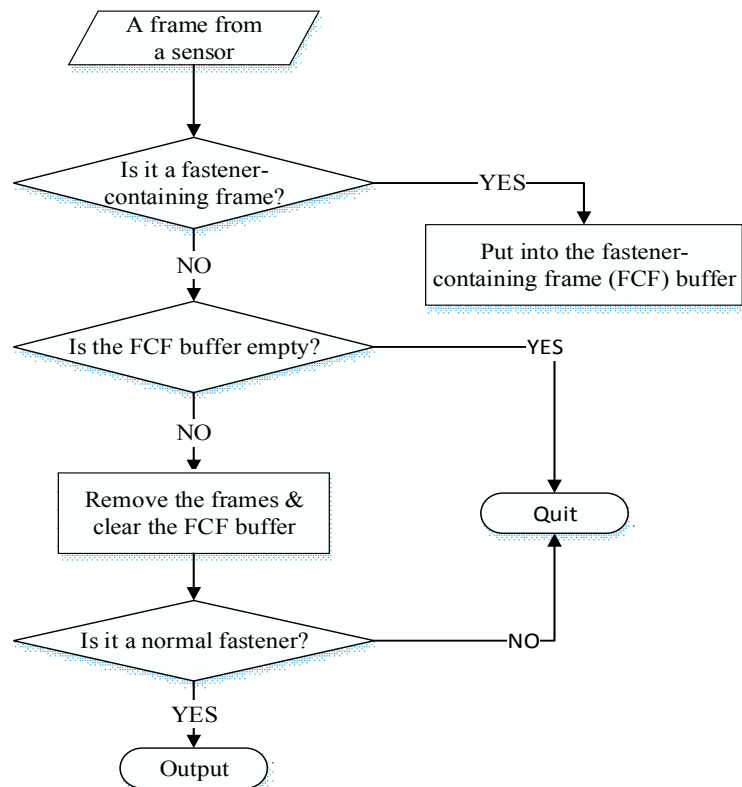 A frame from
a sensor
Is it a fastener-
containing frame?
YES
Put into the fastener-
containing frame (FCF) buffer
NO
Is the FCF buffer empty?
YES
NO
Remove the frames &
clear the FCF buffer
Quit
Is it a normal fastener?
NO
YES
Output